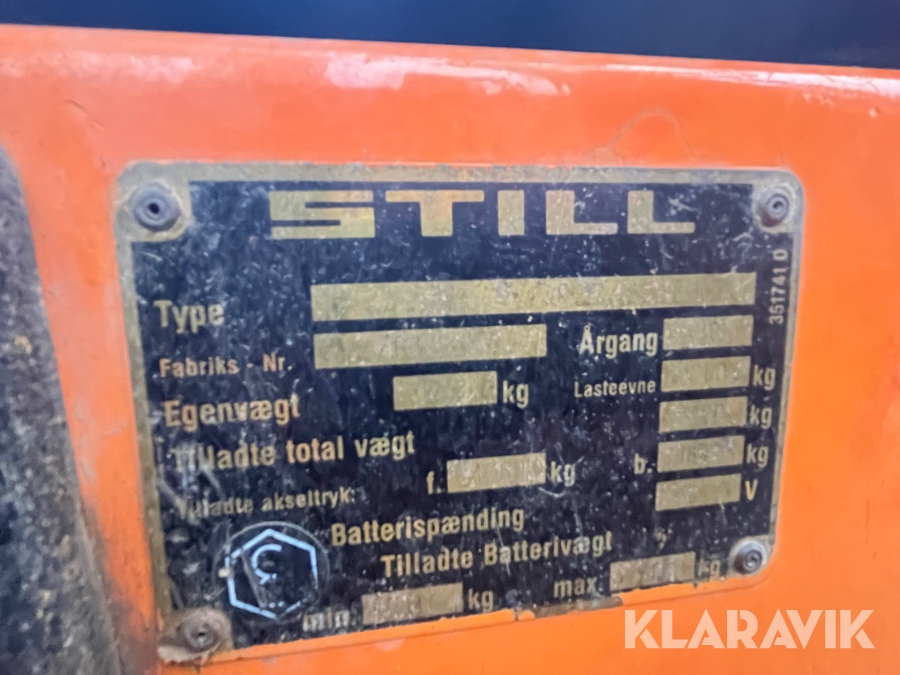 STILL
Type
351741 D
Fabriks - Nr.
Årgang
Egenvægt kg
Lasteevne kg
Tilladte total vægt kg
Tilladte akseltryk: f. kg b. kg
Batterispænding V
Tilladte Batterivægt
min. kg max. kg
KLARAVIK